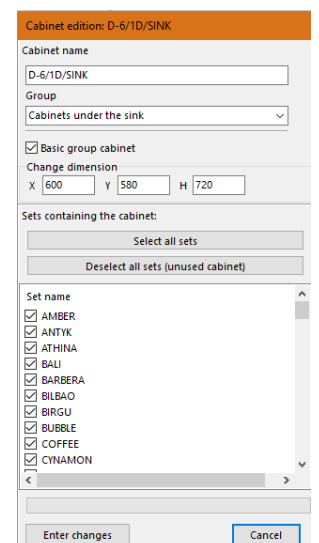 Cabinet edition: D-6/1D/SINK
Cabinet name
D-6/1D/SINK
Group
Cabinets under the sink
Basic group cabinet
Change dimension
X 600 Y 580 H 720
Sets containing the cabinet:
Select all sets
Deselect all sets (unused cabinet)
Set name
AMBER
ANTYK
ATHINA
BALI
BARBERA
BILBAO
BIRGU
BUBBLE
COFFEE
CYNAMON
Enter changes Cancel